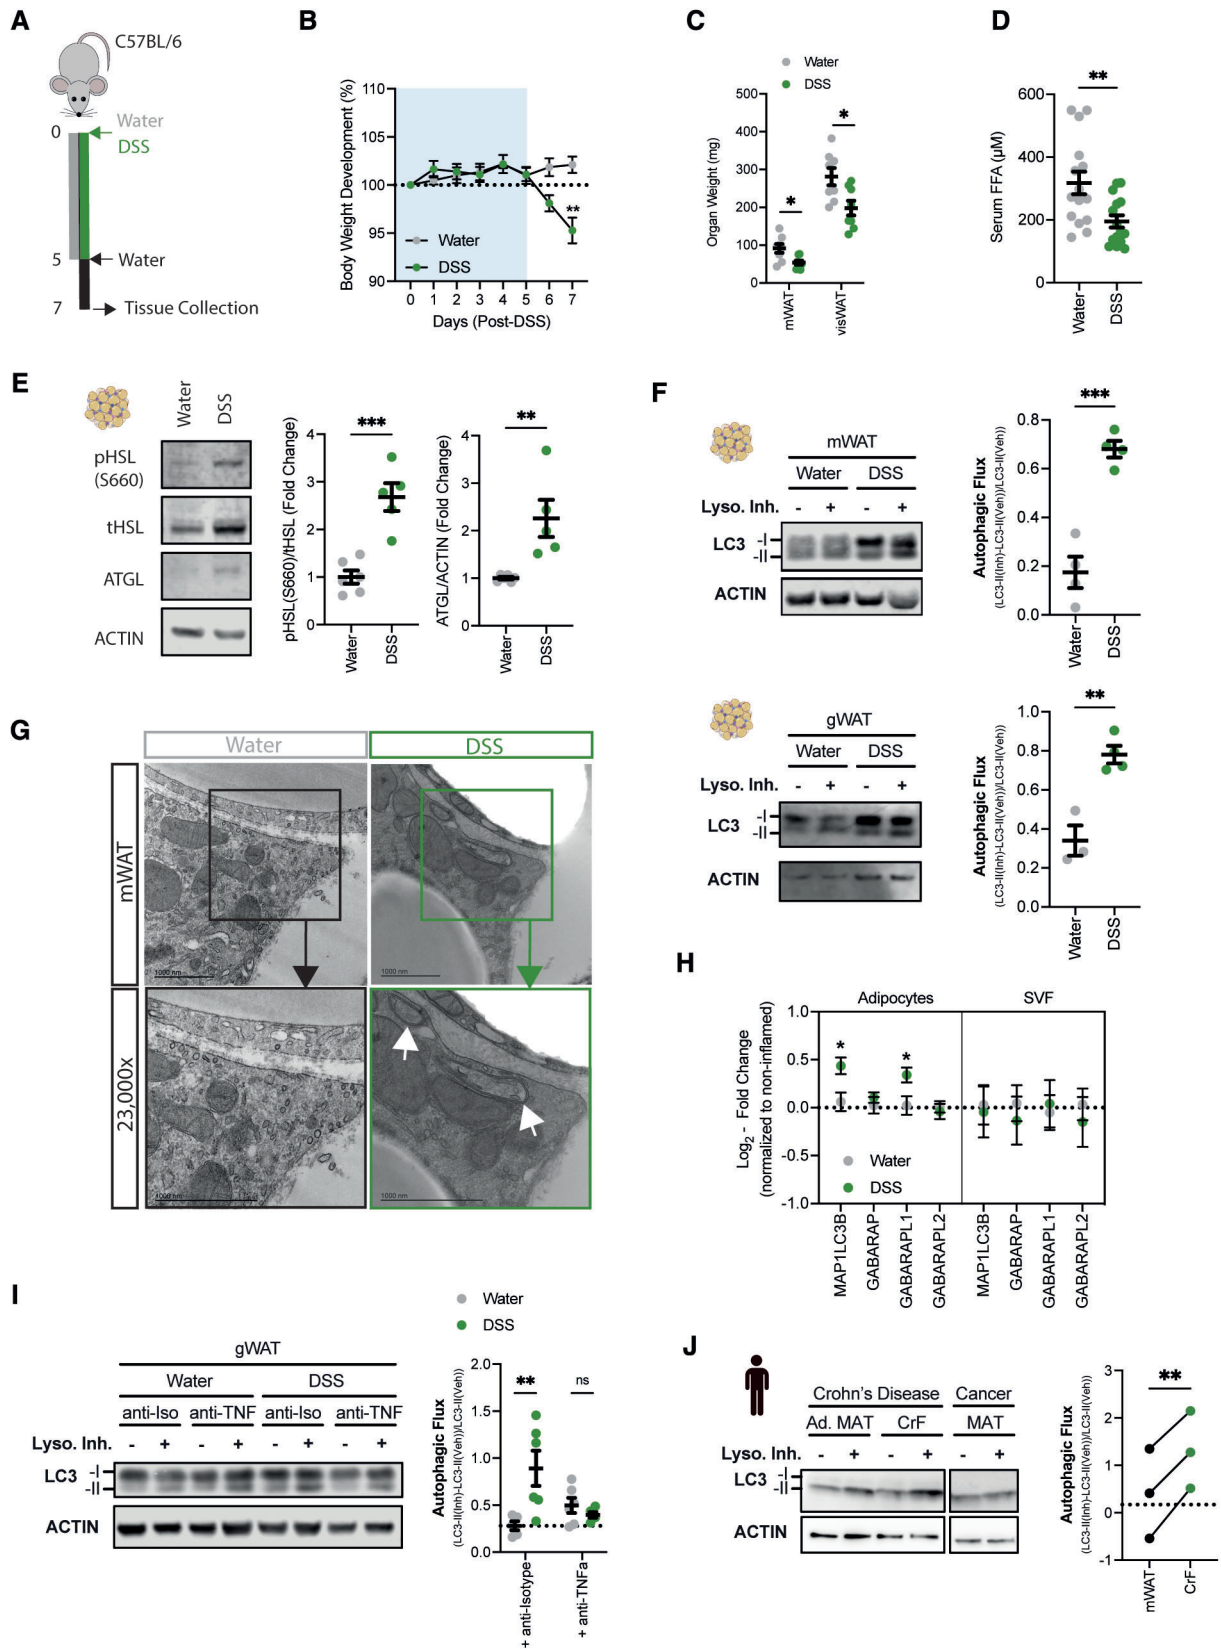 A
C57BL/6
0
Water
DSS
5
Water
7
Tissue Collection
B
Body Weight Development (%)
110
105
100
95
90
**
Water
DSS
0 1 2 3 4 5 6 7
Days (Post-DSS)
C
Water
DSS
Organ Weight (mg)
500
400
300
200
100
0
*
*
mWAT
visWAT
D
**
Serum FFA (µM)
600
400
200
0
Water
DSS
E
Water
DSS
pHSL
(S660)
tHSL
ATGL
ACTIN
pHSL(S660)/tHSL (Fold Change)
***
4
3
2
1
0
Water
DSS
ATGL/ACTIN (Fold Change)
**
4
2
1
0
Water
DSS
F
mWAT
Water DSS
Lyso. Inh. - + - +
LC3 -I
-II
ACTIN
Autophagic Flux
(LC3-II(Inh)-LC3-II(Veh))/LC3-II(Veh))
***
0.8
0.6
0.4
0.2
0.0
Water
DSS
gWAT
Water DSS
Lyso. Inh. - + - +
LC3 -I
-II
ACTIN
Autophagic Flux
(LC3-II(Inh)-LC3-II(Veh))/LC3-II(Veh))
**
1.0
0.8
0.6
0.4
0.2
0.0
Water
DSS
G
Water
DSS
mWAT
1000 nm
1000 nm
23,000x
1000 nm
1000 nm
H
Adipocytes SVF
Log2 - Fold Change
(normalized to non-inflamed)
1.0
0.5
0.0
-0.5
-1.0
*
*
Water
DSS
MAP1LC3B
GABARAP
GABARAPL1
GABARAPL2
MAP1LC3B
GABARAP
GABARAPL1
GABARAPL2
I
gWAT
Water DSS
anti-Iso anti-TNF anti-Iso anti-TNF
Lyso. Inh. - + - + - + - +
LC3 -I
-II
ACTIN
Water
DSS
Autophagic Flux
(LC3-II(Inh)-LC3-II(Veh))/LC3-II(Veh))
2.0
1.5
1.0
0.5
0.0
**
ns
+ anti-Isotype
+ anti-TNFa
J
Crohn's Disease Cancer
Ad. MAT CrF MAT
Lyso. Inh. - + - + - +
LC3 -I
-II
ACTIN
Autophagic Flux
(LC3-II(Inh)-LC3-II(Veh))/LC3-II(Veh))
**
3
2
1
0
-1
mWAT
CrF